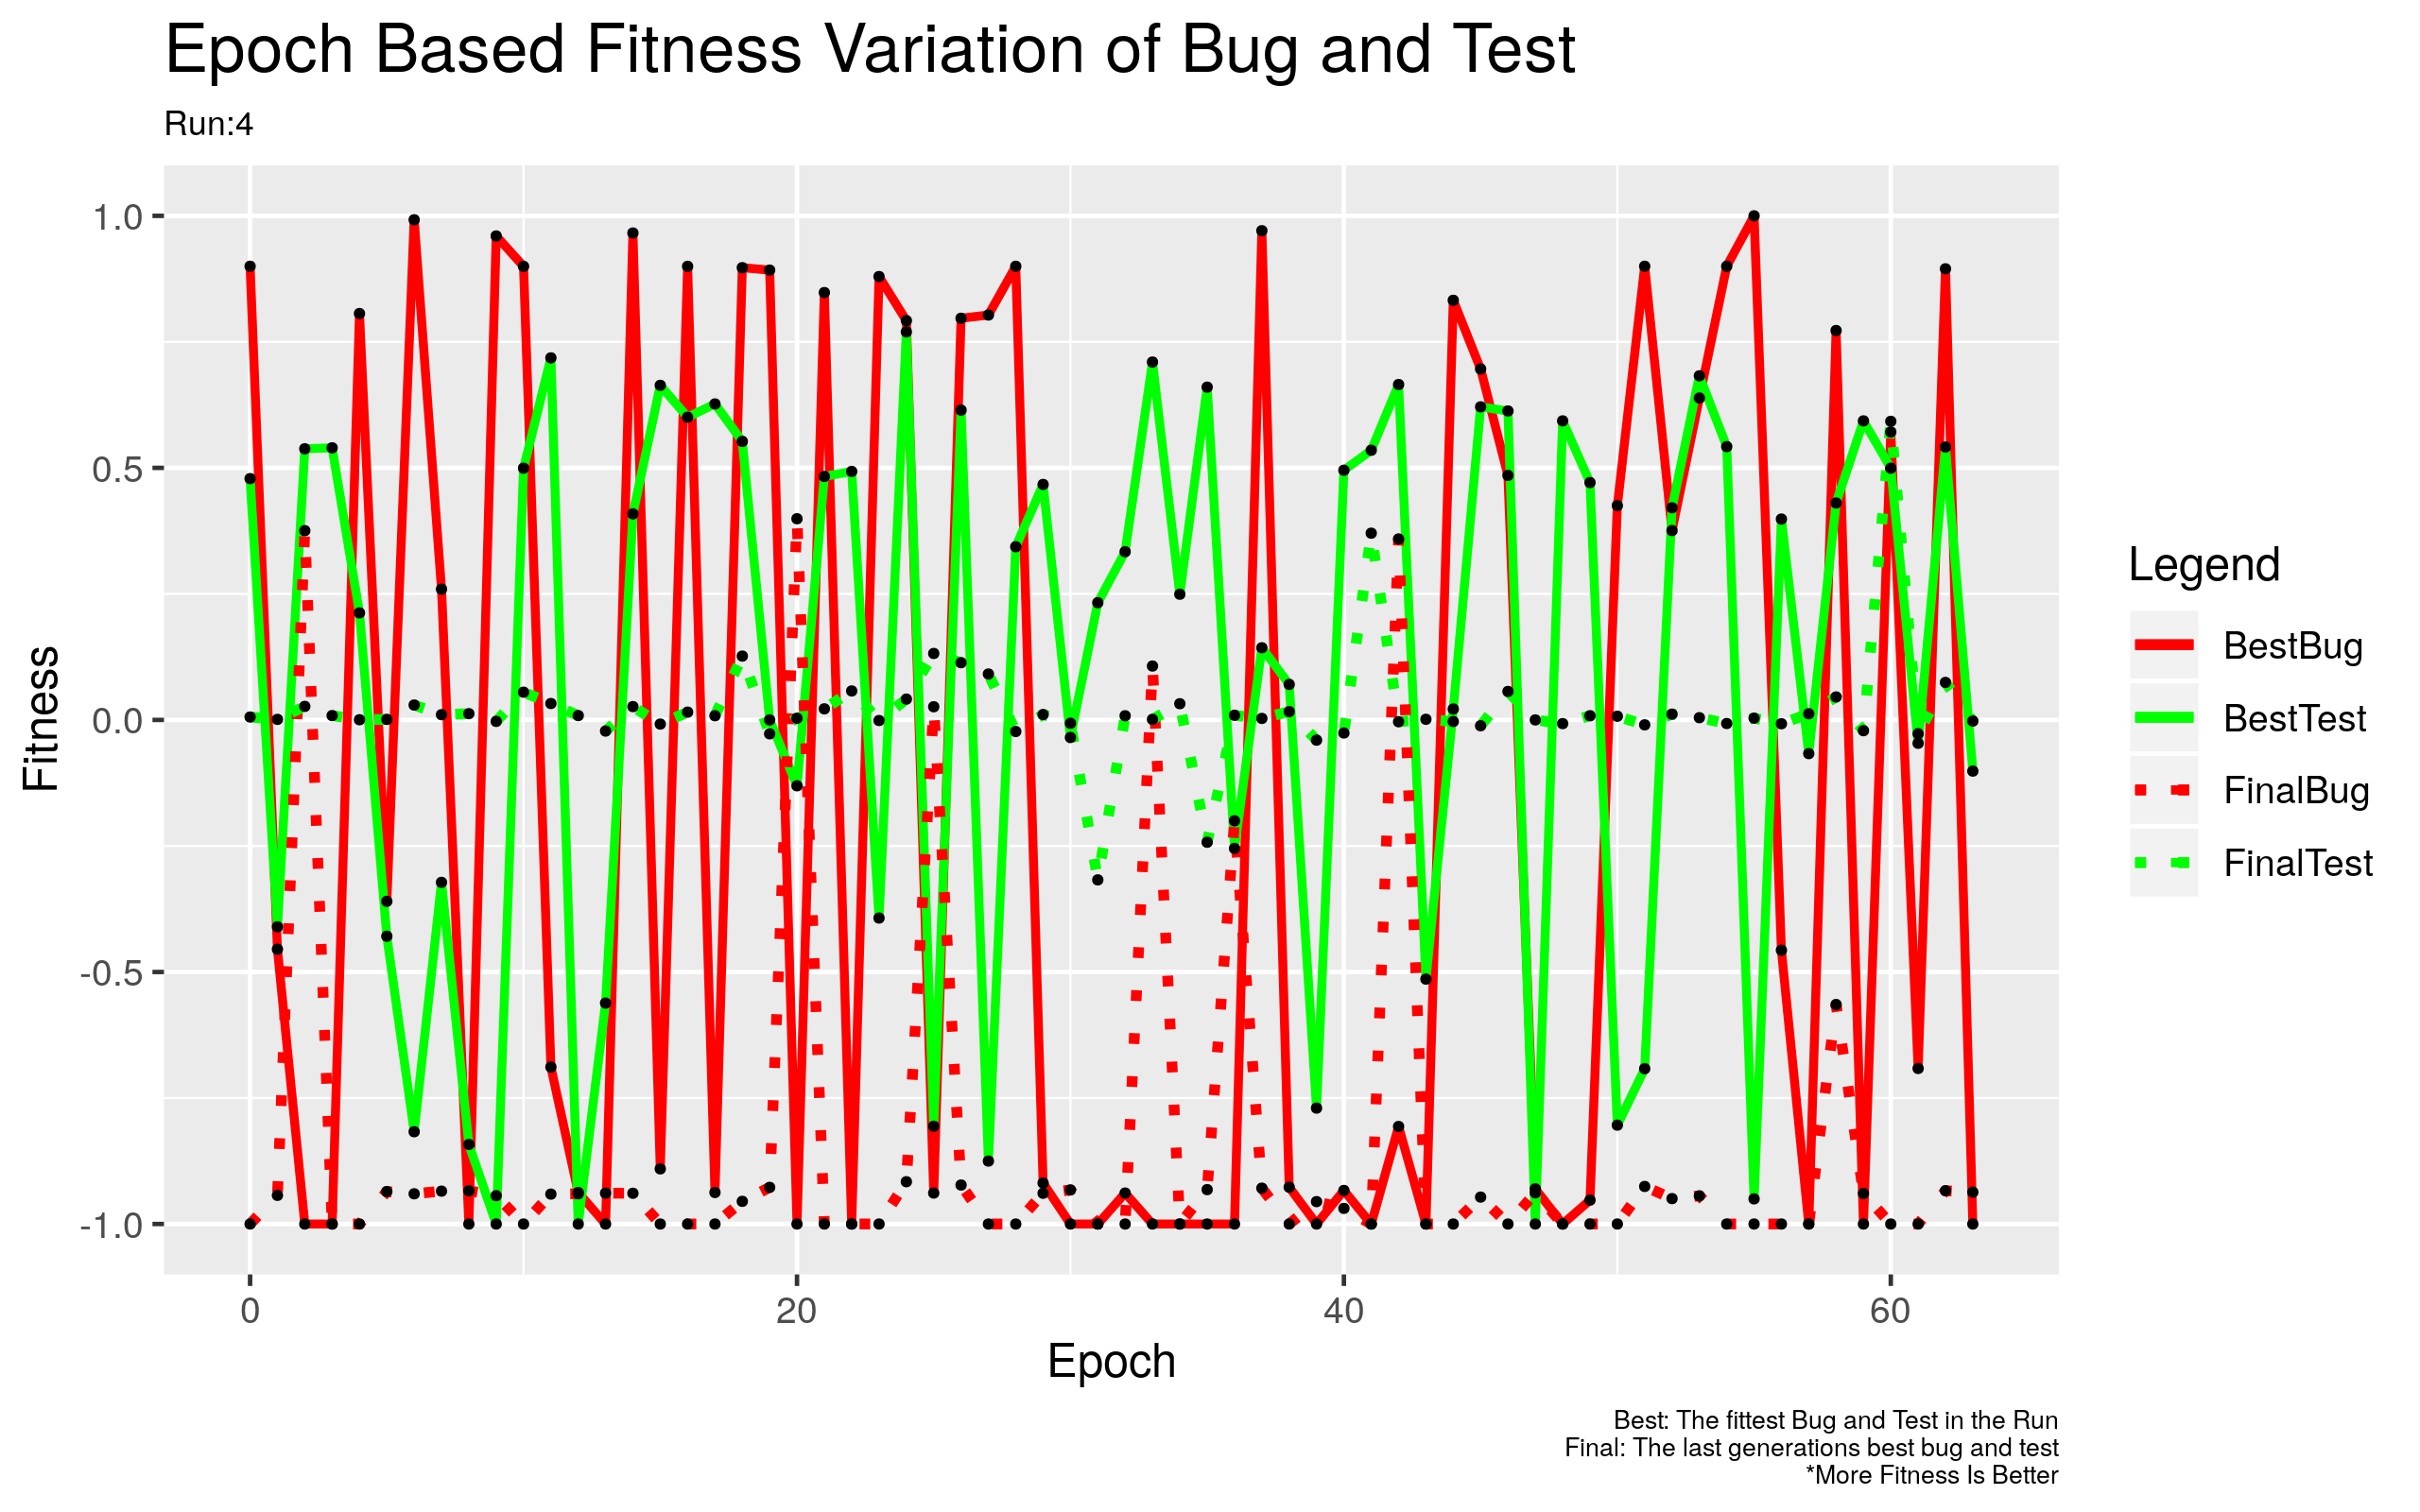 Epoch Based Fitness Variation of Bug and Test
Run:4
1.0
0.5
0.0
-0.5
-1.0
Fitness
0
20
40
60
Epoch
Legend
BestBug
BestTest
FinalBug
FinalTest
Best: The fittest Bug and Test in the Run
Final: The last generations best bug and test
*More Fitness Is Better